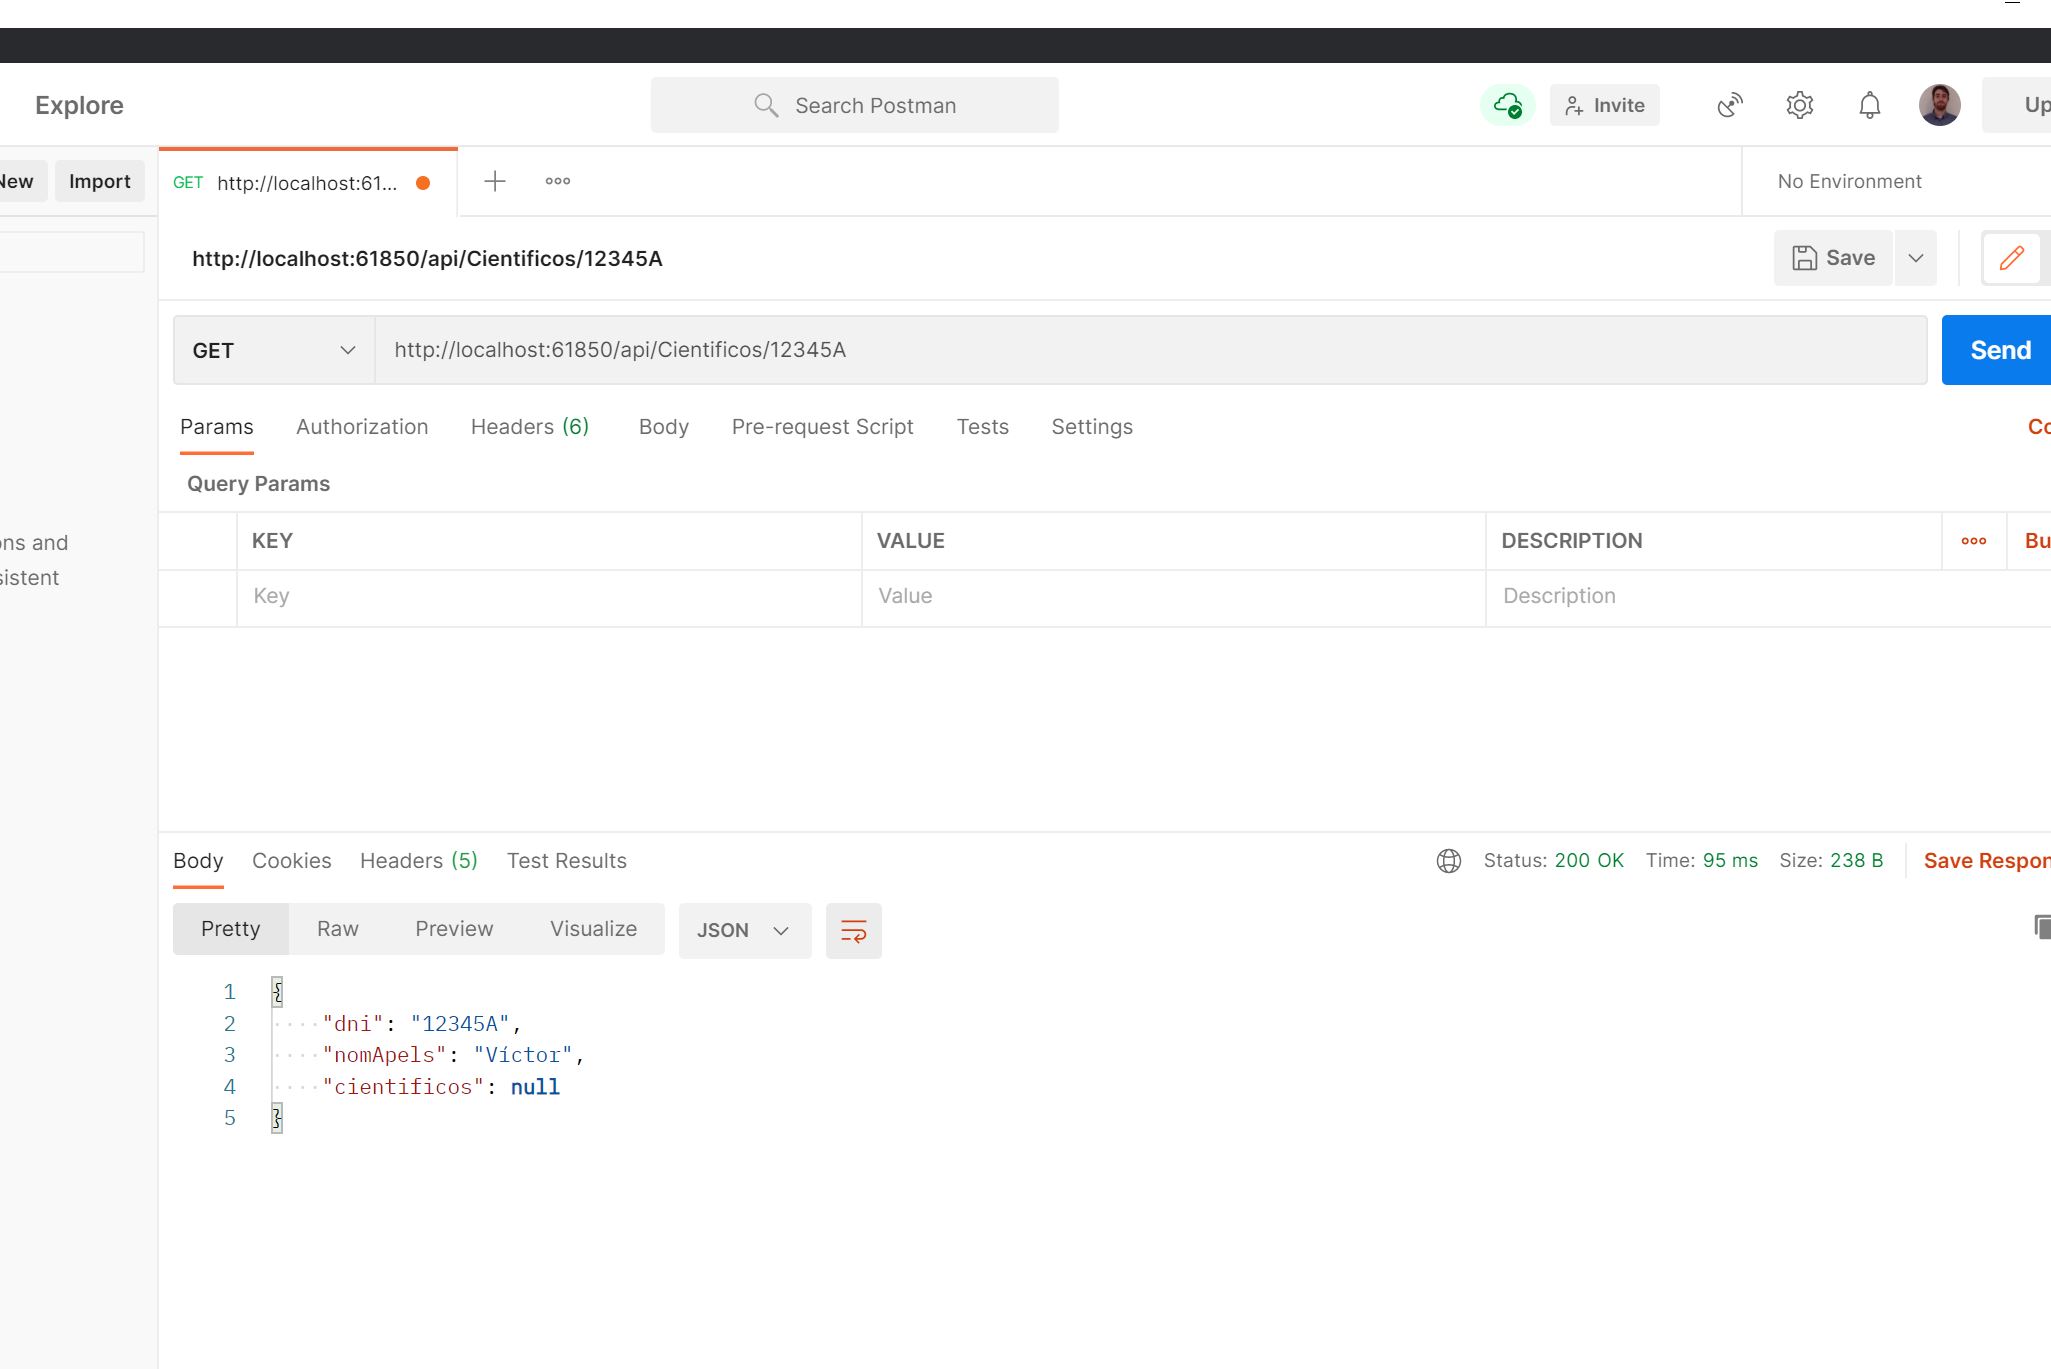 Explore
Search Postman
Invite
Up
New
Import
GET http://localhost:61...
No Environment
http://localhost:61850/api/Cientificos/12345A
Save
GET
http://localhost:61850/api/Cientificos/12345A
Send
Params Authorization Headers (6) Body Pre-request Script Tests Settings
Co
Query Params
KEY VALUE DESCRIPTION
Bu
ons and
sistent
Key Value Description
Body Cookies Headers (5) Test Results
Status: 200 OK Time: 95 ms Size: 238 B
Save Respon
Pretty Raw Preview Visualize
JSON
1 {
2 "dni": "12345A",
3 "nomApels": "Víctor",
4 "cientificos": null
5 }